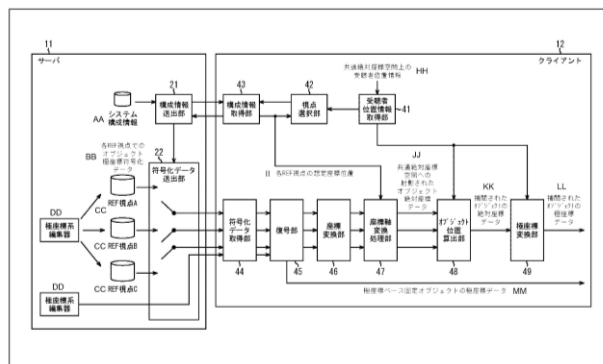 11
サーバ
12
クライアント
共通絶対座標空間上の
受聴者位置情報
HH
21
構成情報
送出部
43
構成情報
取得部
42
視点
選択部
受聴者
位置情報
取得部
41
AA システム
構成情報
22
符号化データ
送出部
BB
各REF視点での
オブジェクト
極座標符号化
データ
II 各REF視点の想定座標位置
JJ
共通絶対座標
空間への
射影された
オブジェクト
絶対座標
データ
KK
補間された
オブジェクトの
絶対座標
データ
LL
補間された
オブジェクトの
極座標
データ
DD
極座標系
編集器
CC REF視点A
CC REF視点B
CC REF視点C
DD
極座標系
編集器
符号化
データ
取得部
44
復号部
45
座標
変換部
46
座標軸
変換
処理部
47
オブジェクト
位置
算出部
48
極座標
変換部
49
極座標ベース固定オブジェクトの極座標データ MM